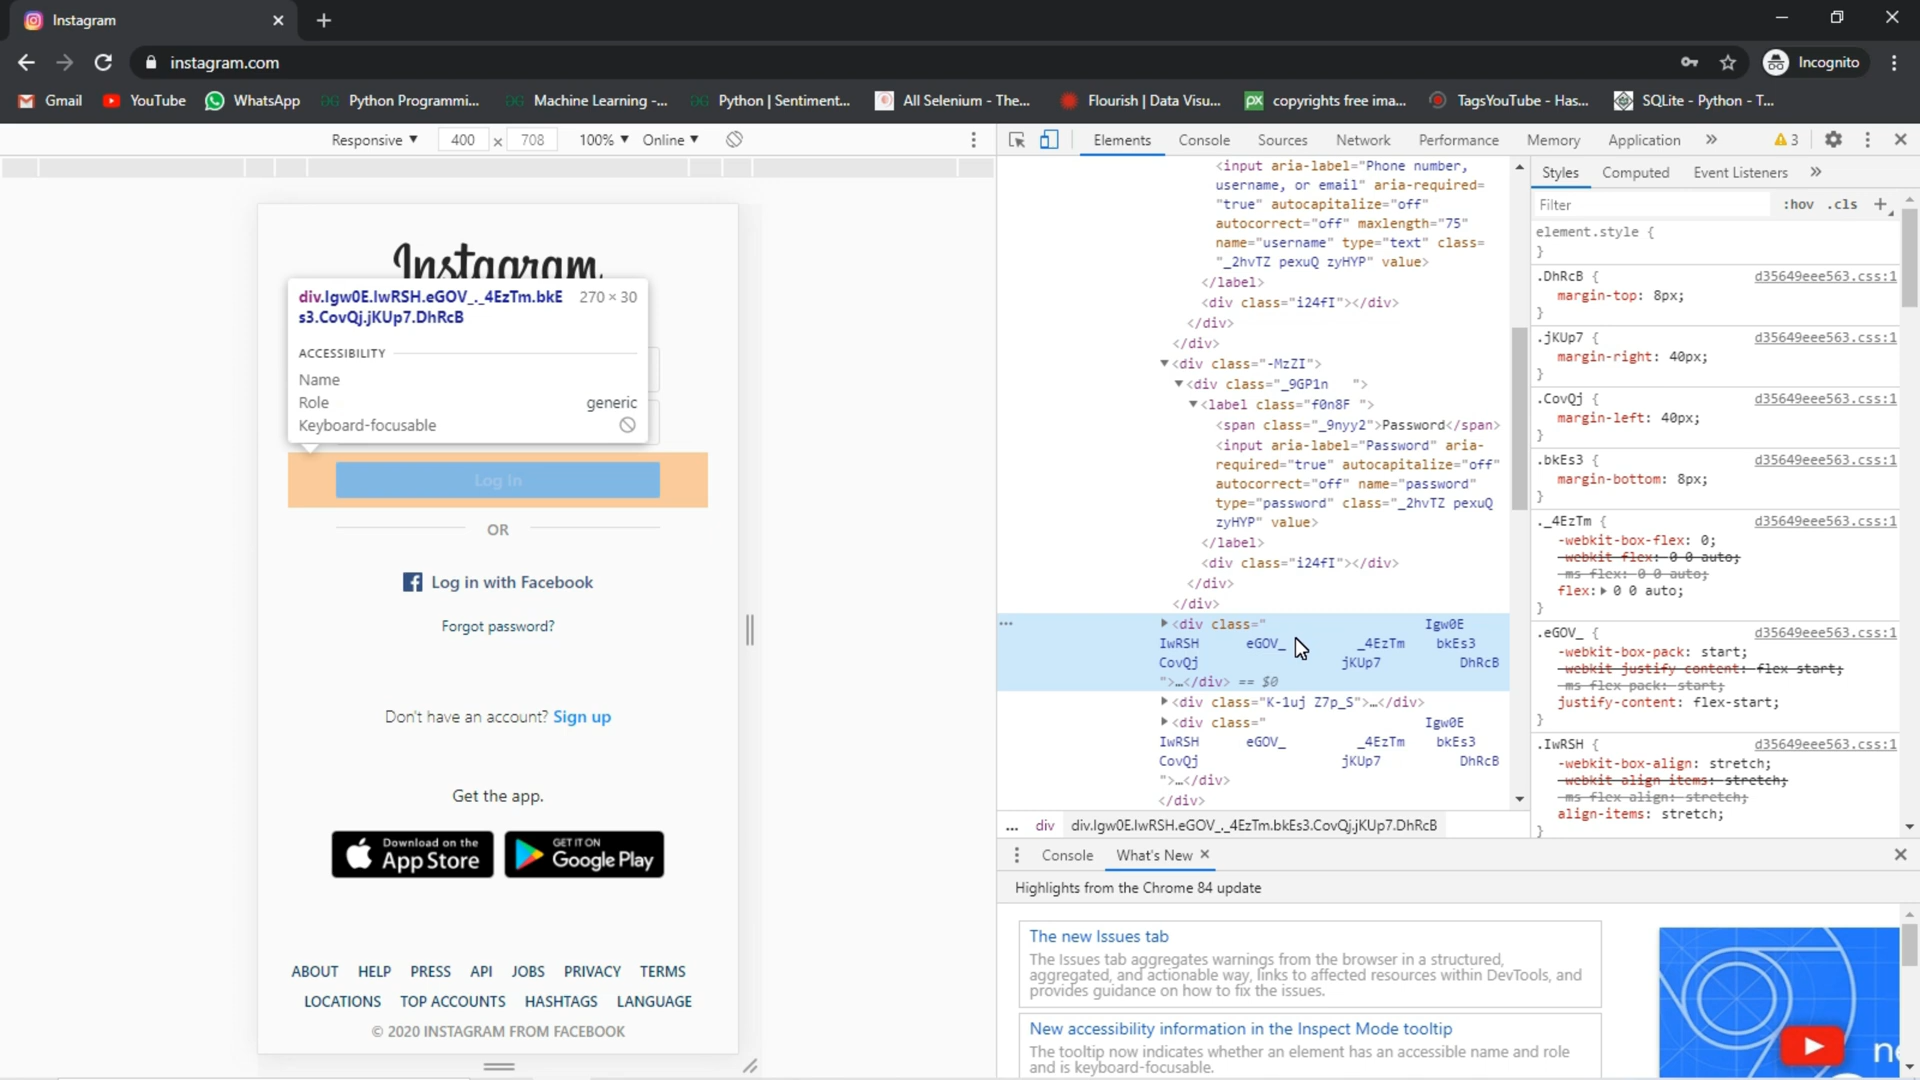 Instagram
instagram.com
Incognito
Gmail
YouTube
WhatsApp
Python Programmi...
Machine Learning -...
Python | Sentiment...
All Selenium - The...
Flourish | Data Visu...
copyrights free ima...
TagsYouTube - Has...
SQLite - Python - T...
Responsive
400 x 708
100%
Online
Instagram
div.Igw0E.IwRSH.eGOV_._4EzTm.bkE
s3.CovQj.jKUp7.DhRcB
270 × 30
ACCESSIBILITY
Name
Role generic
Keyboard-focusable
Log In
OR
Log in with Facebook
Forgot password?
Don't have an account? Sign up
Get the app.
Download on the
App Store
GET IT ON
Google Play
ABOUT HELP PRESS API JOBS PRIVACY TERMS
LOCATIONS TOP ACCOUNTS HASHTAGS LANGUAGE
© 2020 INSTAGRAM FROM FACEBOOK
Elements Console Sources Network Performance Memory Application » 3
<input aria-label="Phone number,
username, or email" aria-required=
"true" autocapitalize="off"
autocorrect="off" maxlength="75"
name="username" type="text" class=
"_2hvTZ pexuQ zyHYP" value>
</label>
<div class="i24fI"></div>
</div>
</div>
<div class="-MzZI">
<div class="_9GP1n   ">
<label class="f0n8F ">
<span class="_9nyy2">Password</span>
<input aria-label="Password" aria-
required="true" autocapitalize="off"
autocorrect="off" name="password"
type="password" class="_2hvTZ pexuQ
zyHYP" value>
</label>
<div class="i24fI"></div>
</div>
</div>
<div class=" Igw0E
IwRSH eGOV_ _4EzTm bkEs3
CovQj jKUp7 DhRcB
">…</div> == $0
<div class="K-1uj Z7p_S">…</div>
<div class=" Igw0E
IwRSH eGOV_ _4EzTm bkEs3
CovQj jKUp7 DhRcB
">…</div>
</div>
... div div.Igw0E.IwRSH.eGOV_._4EzTm.bkEs3.CovQj.jKUp7.DhRcB
Styles Computed Event Listeners »
Filter :hov .cls +
element.style {
}
.DhRcB { d35649eee563.css:1
margin-top: 8px;
}
.jKUp7 { d35649eee563.css:1
margin-right: 40px;
}
.CovQj { d35649eee563.css:1
margin-left: 40px;
}
.bkEs3 { d35649eee563.css:1
margin-bottom: 8px;
}
._4EzTm { d35649eee563.css:1
-webkit-box-flex: 0;
-webkit-flex: 0 0 auto;
-ms-flex: 0 0 auto;
flex: 0 0 auto;
}
.eGOV_ { d35649eee563.css:1
-webkit-box-pack: start;
-webkit-justify-content: flex-start;
-ms-flex-pack: start;
justify-content: flex-start;
}
.IwRSH { d35649eee563.css:1
-webkit-box-align: stretch;
-webkit-align-items: stretch;
-ms-flex-align: stretch;
align-items: stretch;
}
Console What's New
Highlights from the Chrome 84 update
The new Issues tab
The Issues tab aggregates warnings from the browser in a structured,
aggregated, and actionable way, links to affected resources within DevTools, and
provides guidance on how to fix the issues.
New accessibility information in the Inspect Mode tooltip
The tooltip now indicates whether an element has an accessible name and role
and is keyboard-focusable.